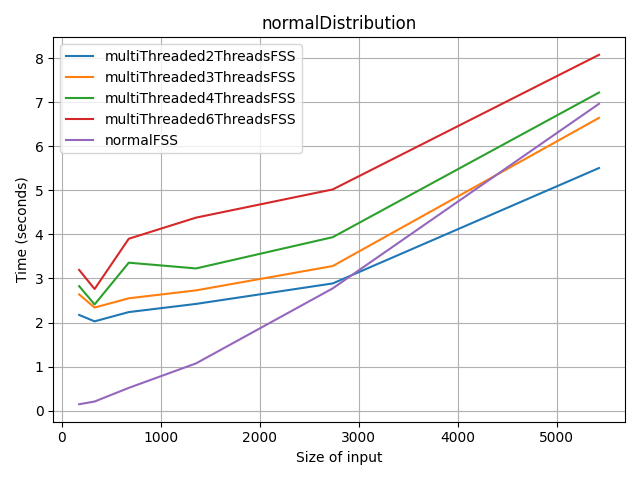 normalDistribution
multiThreaded2ThreadsFSS
multiThreaded3ThreadsFSS
multiThreaded4ThreadsFSS
multiThreaded6ThreadsFSS
normalFSS
Time (seconds)
8
7
6
5
4
3
2
1
0
0 1000 2000 3000 4000 5000
Size of input